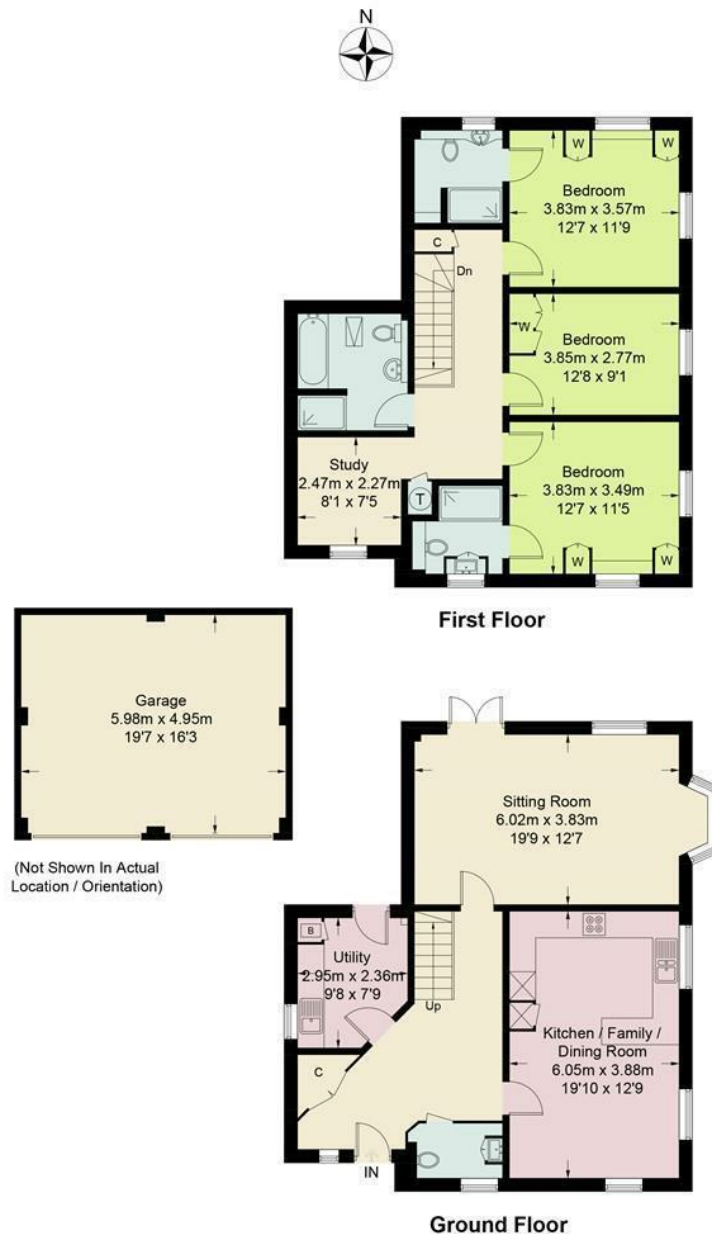 N
W
W
Bedroom
3.83m x 3.57m
12'7 x 11'9
C
Dn
W
Bedroom
3.85m x 2.77m
12'8 x 9'1
Study
2.47m x 2.27m
8'1 x 7'5
T
Bedroom
3.83m x 3.49m
12'7 x 11'5
W
W
First Floor
Garage
5.98m x 4.95m
19'7 x 16'3
(Not Shown In Actual
Location / Orientation)
Sitting Room
6.02m x 3.83m
19'9 x 12'7
B
Utility
2.95m x 2.36m
9'8 x 7'9
Up
Kitchen / Family /
Dining Room
6.05m x 3.88m
19'10 x 12'9
C
IN
Ground Floor